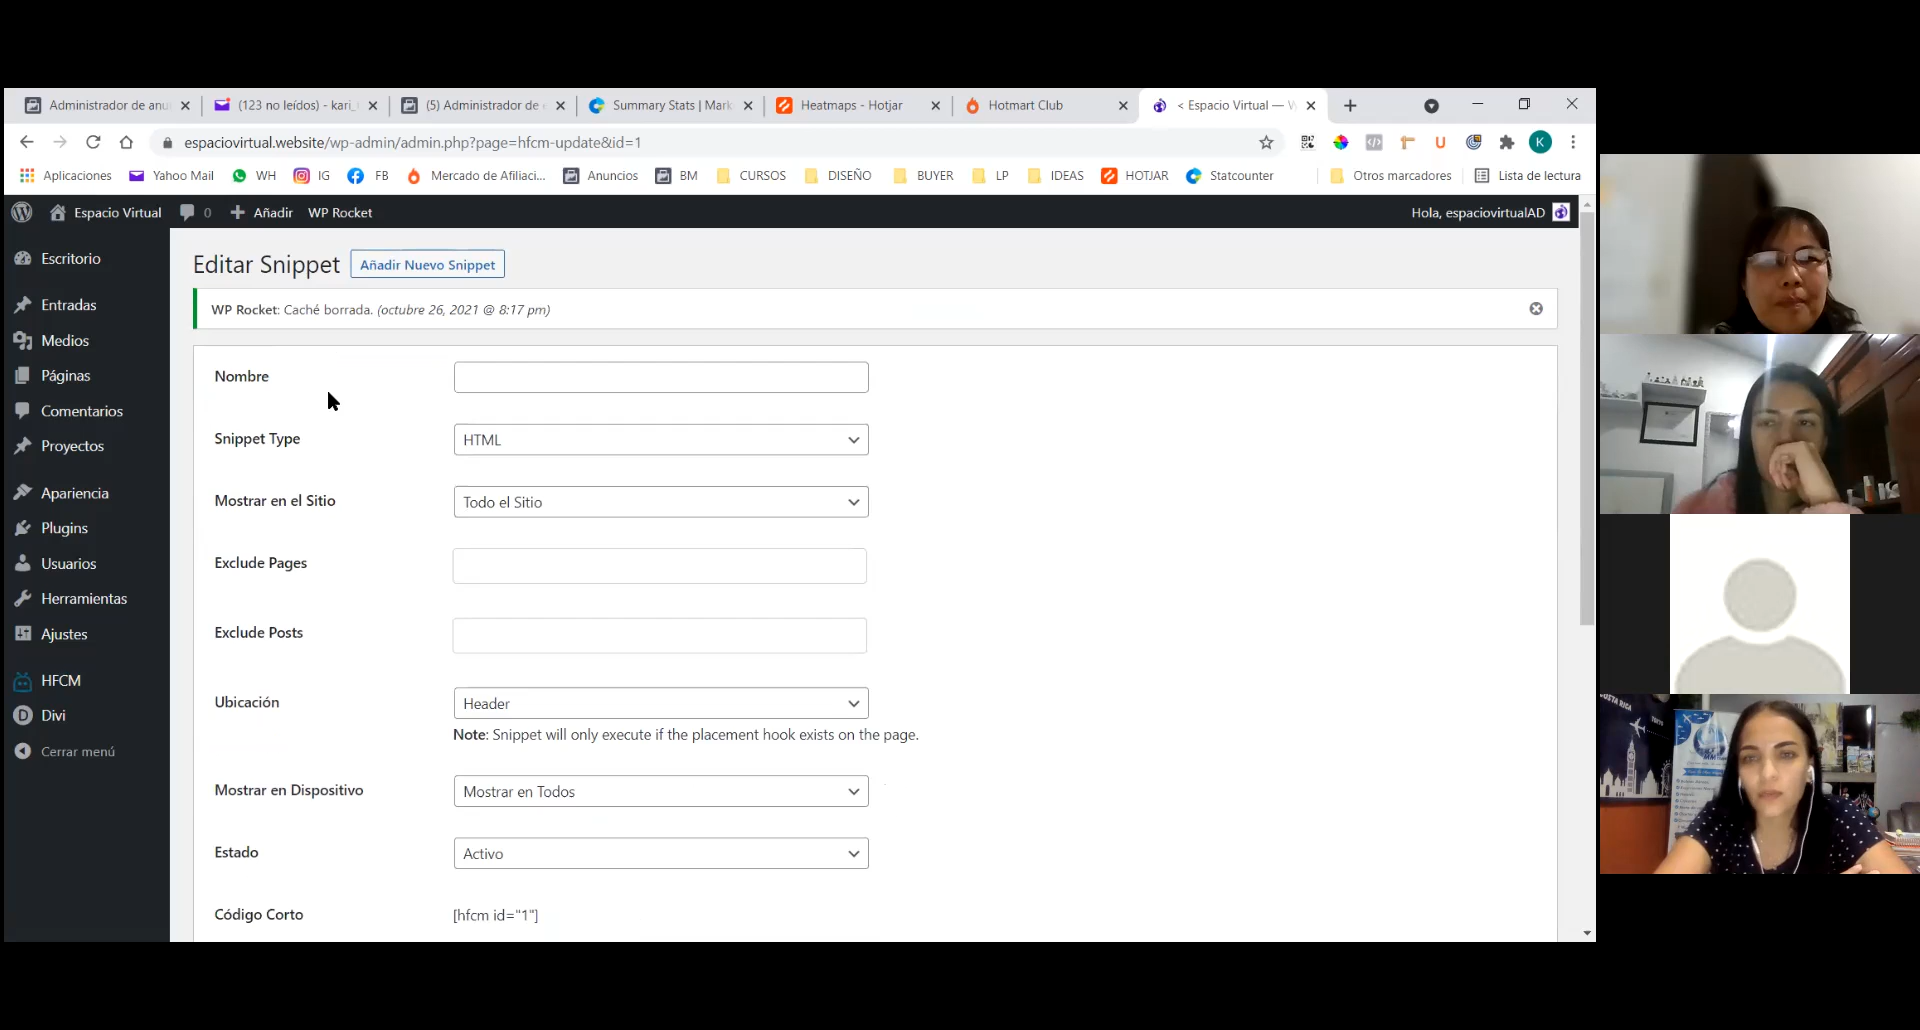 Administrador de anu
(123 no leídos) - kari_
(5) Administrador de e
Summary Stats | Mark
Heatmaps - Hotjar
Hotmart Club
< Espacio Virtual — W
espaciovirtual.website/wp-admin/admin.php?page=hfcm-update&id=1
K
Aplicaciones
Yahoo Mail
WH
IG
FB
Mercado de Afiliaci...
Anuncios
BM
CURSOS
DISEÑO
BUYER
LP
IDEAS
HOTJAR
Statcounter
Otros marcadores
Lista de lectura
Espacio Virtual
0
Añadir
WP Rocket
Hola, espaciovirtualAD
Escritorio
Entradas
Medios
Páginas
Comentarios
Proyectos
Apariencia
Plugins
Usuarios
Herramientas
Ajustes
HFCM
Divi
Cerrar menú
Editar Snippet
Añadir Nuevo Snippet
WP Rocket: Caché borrada. (octubre 26, 2021 @ 8:17 pm)
Nombre
Snippet Type
HTML
Mostrar en el Sitio
Todo el Sitio
Exclude Pages
Exclude Posts
Ubicación
Header
Note: Snippet will only execute if the placement hook exists on the page.
Mostrar en Dispositivo
Mostrar en Todos
Estado
Activo
Código Corto
[hfcm id="1"]
COSTA RICA